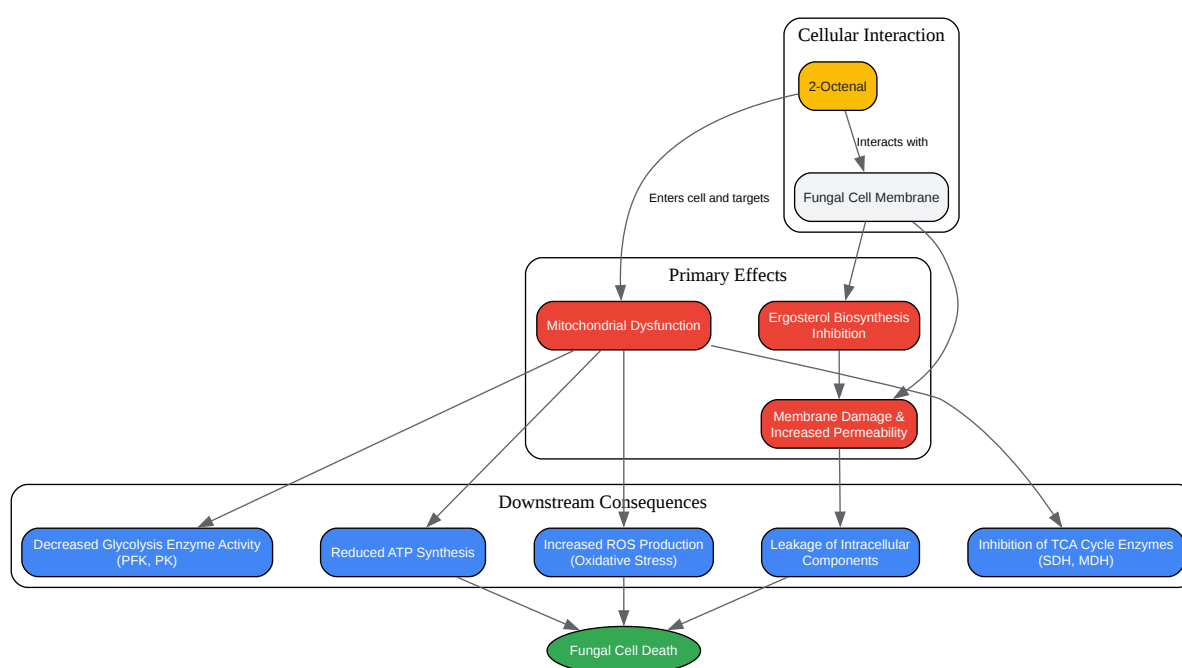 Cellular Interaction
2-Octenal
Interacts with
Enters cell and targets
Fungal Cell Membrane
Primary Effects
Mitochondrial Dysfunction
Ergosterol Biosynthesis
Inhibition
Membrane Damage &
Increased Permeability
Downstream Consequences
Decreased Glycolysis Enzyme Activity
(PFK, PK)
Reduced ATP Synthesis
Increased ROS Production
(Oxidative Stress)
Leakage of Intracellular
Components
Inhibition of TCA Cycle Enzymes
(SDH, MDH)
Fungal Cell Death